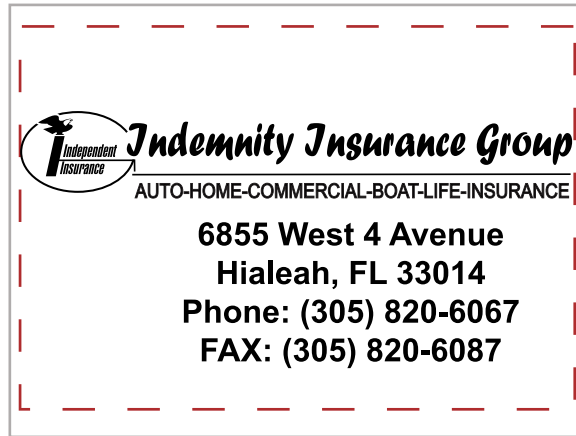 Independent
Insurance
Indemnity Insurance Group
AUTO-HOME-COMMERCIAL-BOAT-LIFE-INSURANCE
6855 West 4 Avenue
Hialeah, FL 33014
Phone: (305) 820-6067
FAX: (305) 820-6087